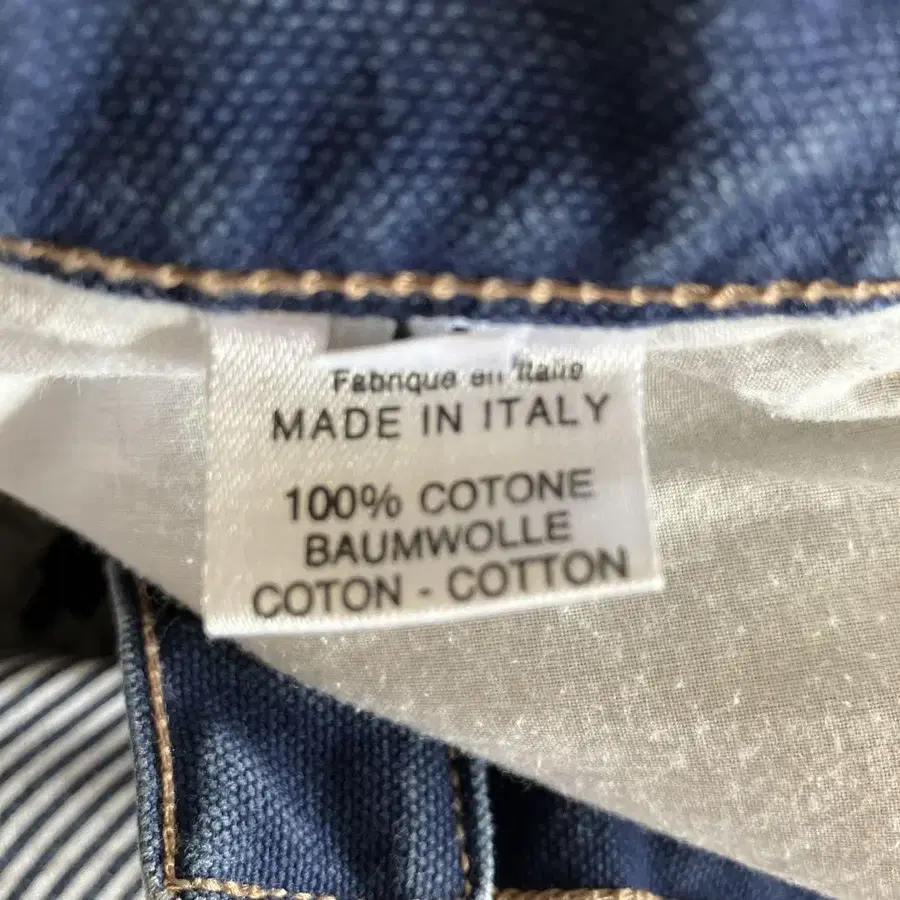 Fabrique en Italie
MADE IN ITALY
100% COTONE
BAUMWOLLE
COTON - COTTON